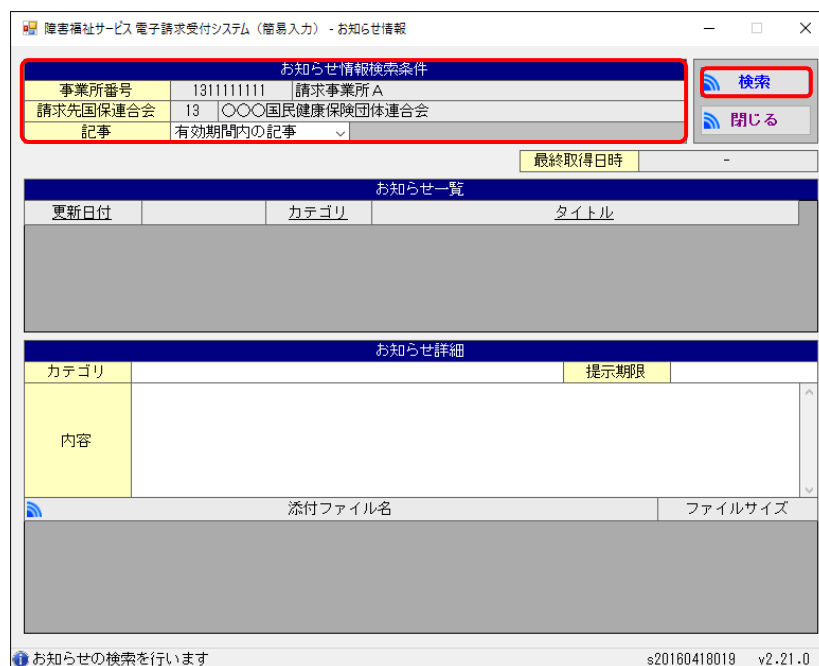 障害福祉サービス 電子請求受付システム（簡易入力） - お知らせ情報
お知らせ情報検索条件
事業所番号 1311111111 請求事業所A
請求先国保連合会 13 〇〇〇国民健康保険団体連合会
記事 有効期間内の記事
検索
閉じる
最終取得日時 -
お知らせ一覧
更新日付 カテゴリ タイトル
お知らせ詳細
カテゴリ 提示期限
内容
添付ファイル名 ファイルサイズ
お知らせの検索を行います s20160418019 v2.21.0